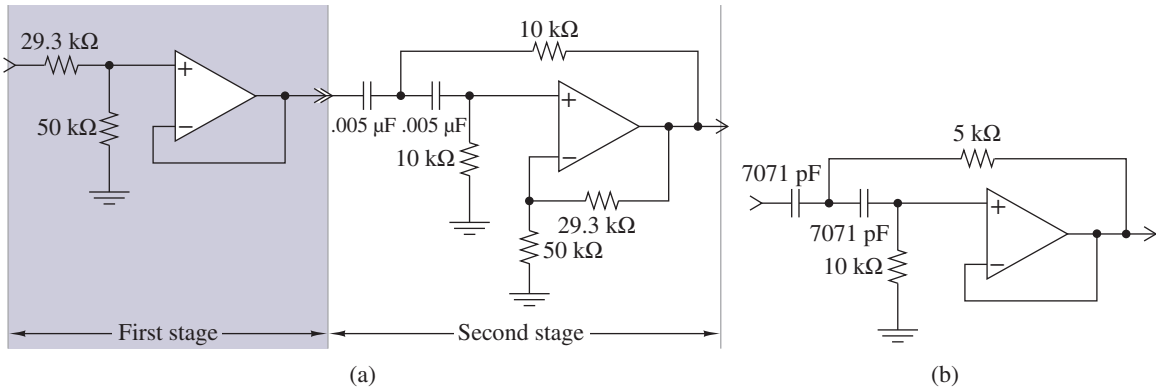 29.3 kΩ
+
−
50 kΩ
First stage
10 kΩ
.005 µF .005 µF
+
−
10 kΩ
29.3 kΩ
50 kΩ
Second stage
(a)
5 kΩ
7071 pF
7071 pF
+
−
10 kΩ
(b)